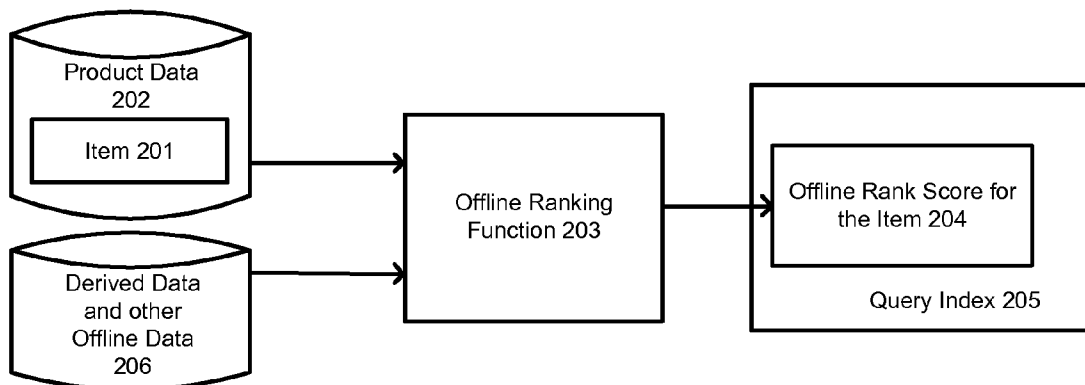 Product Data
202
Item 201
Derived Data
and other
Offline Data
206
Offline Ranking
Function 203
Offline Rank Score for
the Item 204
Query Index 205